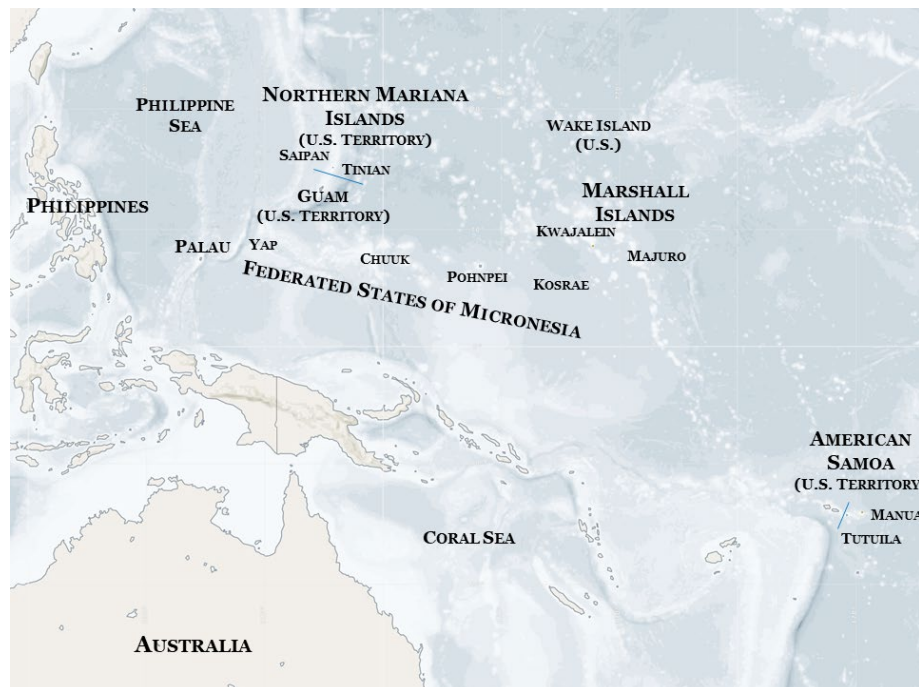 PHILIPPINE
SEA
NORTHERN MARIANA
ISLANDS
(U.S. TERRITORY)
SAIPAN
TINIAN
GUAM
(U.S. TERRITORY)
WAKE ISLAND
(U.S.)
MARSHALL
ISLANDS
KWAJALEIN
MAJURO
PHILIPPINES
PALAU
YAP
CHUUK
POHNPEI
KOSRAE
FEDERATED STATES OF MICRONESIA
AMERICAN
SAMOA
(U.S. TERRITORY
MANUA
TUTUILA
CORAL SEA
AUSTRALIA